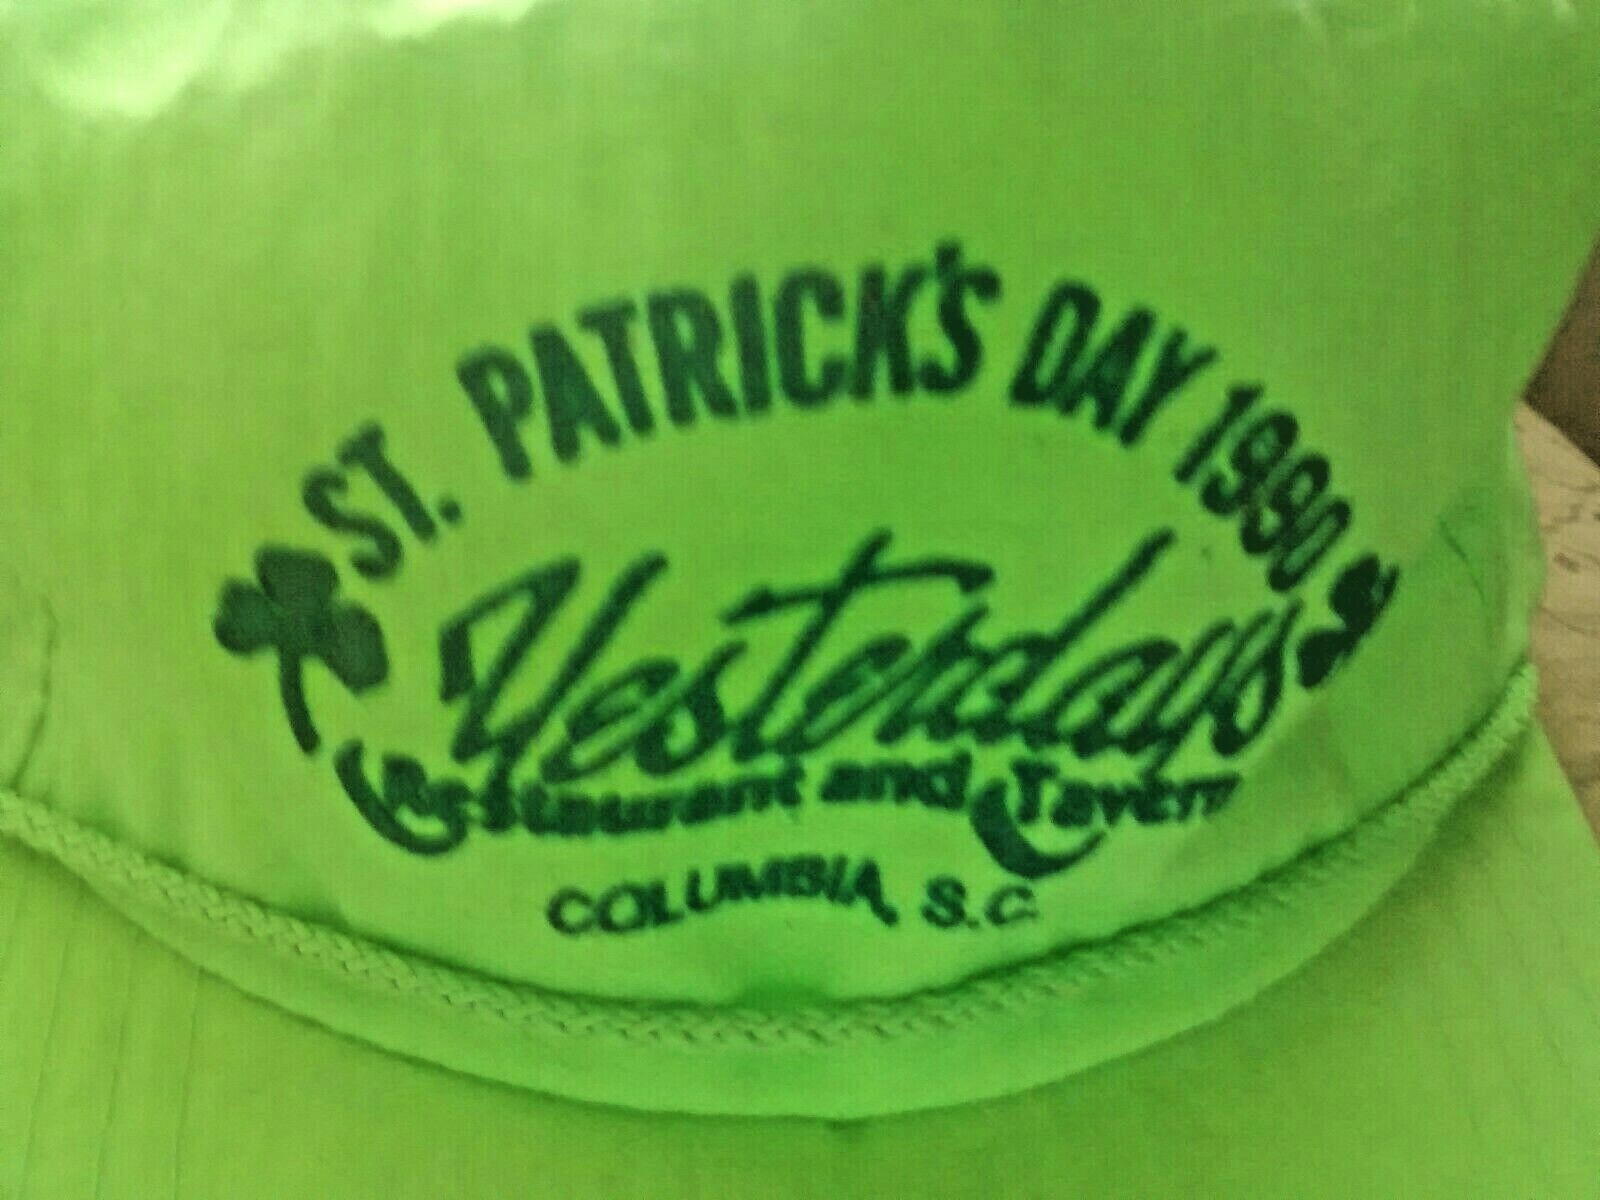 ST. PATRICK'S DAY 1990
Yesterdays
Restaurant and Tavern
COLUMBIA, S.C.